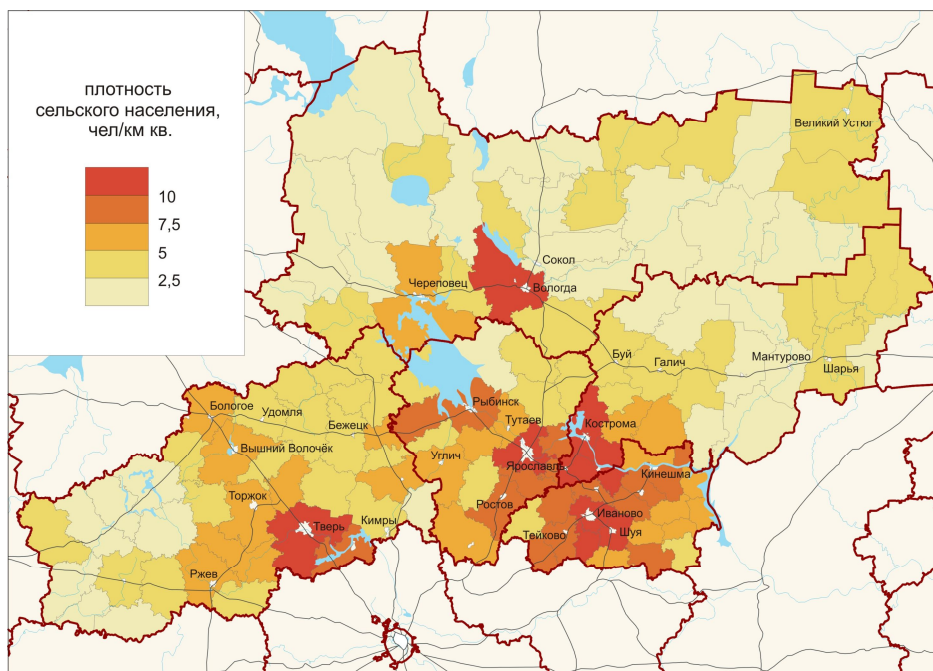 плотность
сельского населения,
чел/км кв.
10
7,5
5
2,5
Великий Устюг
Сокол
Череповец
Вологда
Буй
Галич
Мантурово
Шарья
Бологое
Удомля
Рыбинск
Бежецк
Тутаев
Кострома
Вышний Волочёк
Углич
Ярославль
Кинешма
Торжок
Ростов
Иваново
Тверь
Кимры
Тейково
Шуя
Ржев